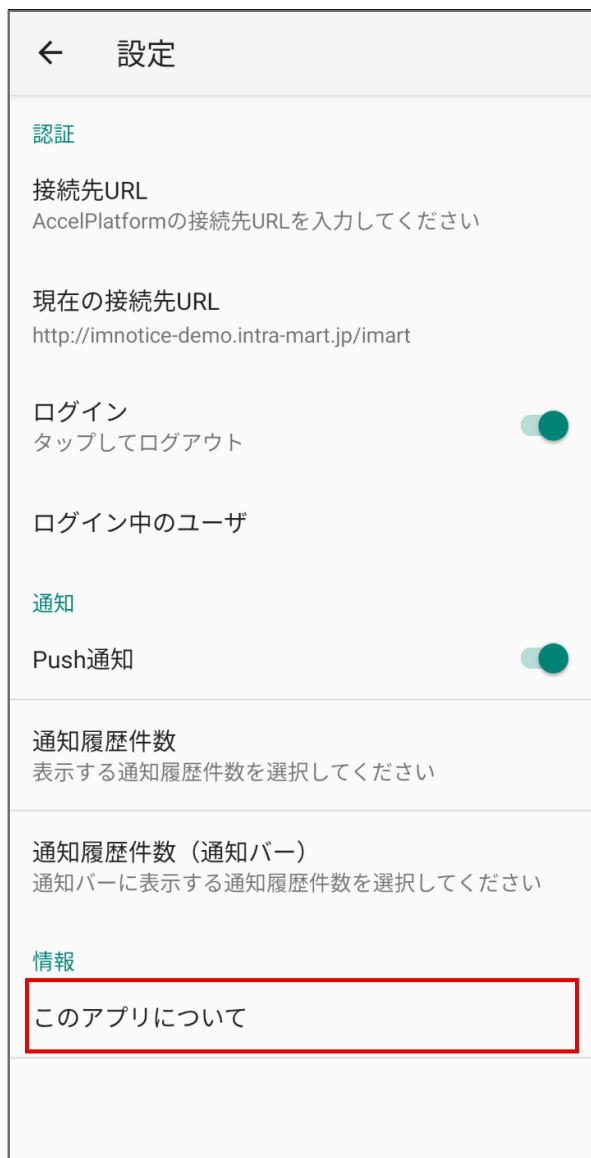 設定
認証
接続先URL
AccelPlatformの接続先URLを入力してください
現在の接続先URL
http://imnotice-demo.intra-mart.jp/imart
ログイン
タップしてログアウト
ログイン中のユーザ
通知
Push通知
通知履歴件数
表示する通知履歴件数を選択してください
通知履歴件数（通知バー）
通知バーに表示する通知履歴件数を選択してください
情報
このアプリについて